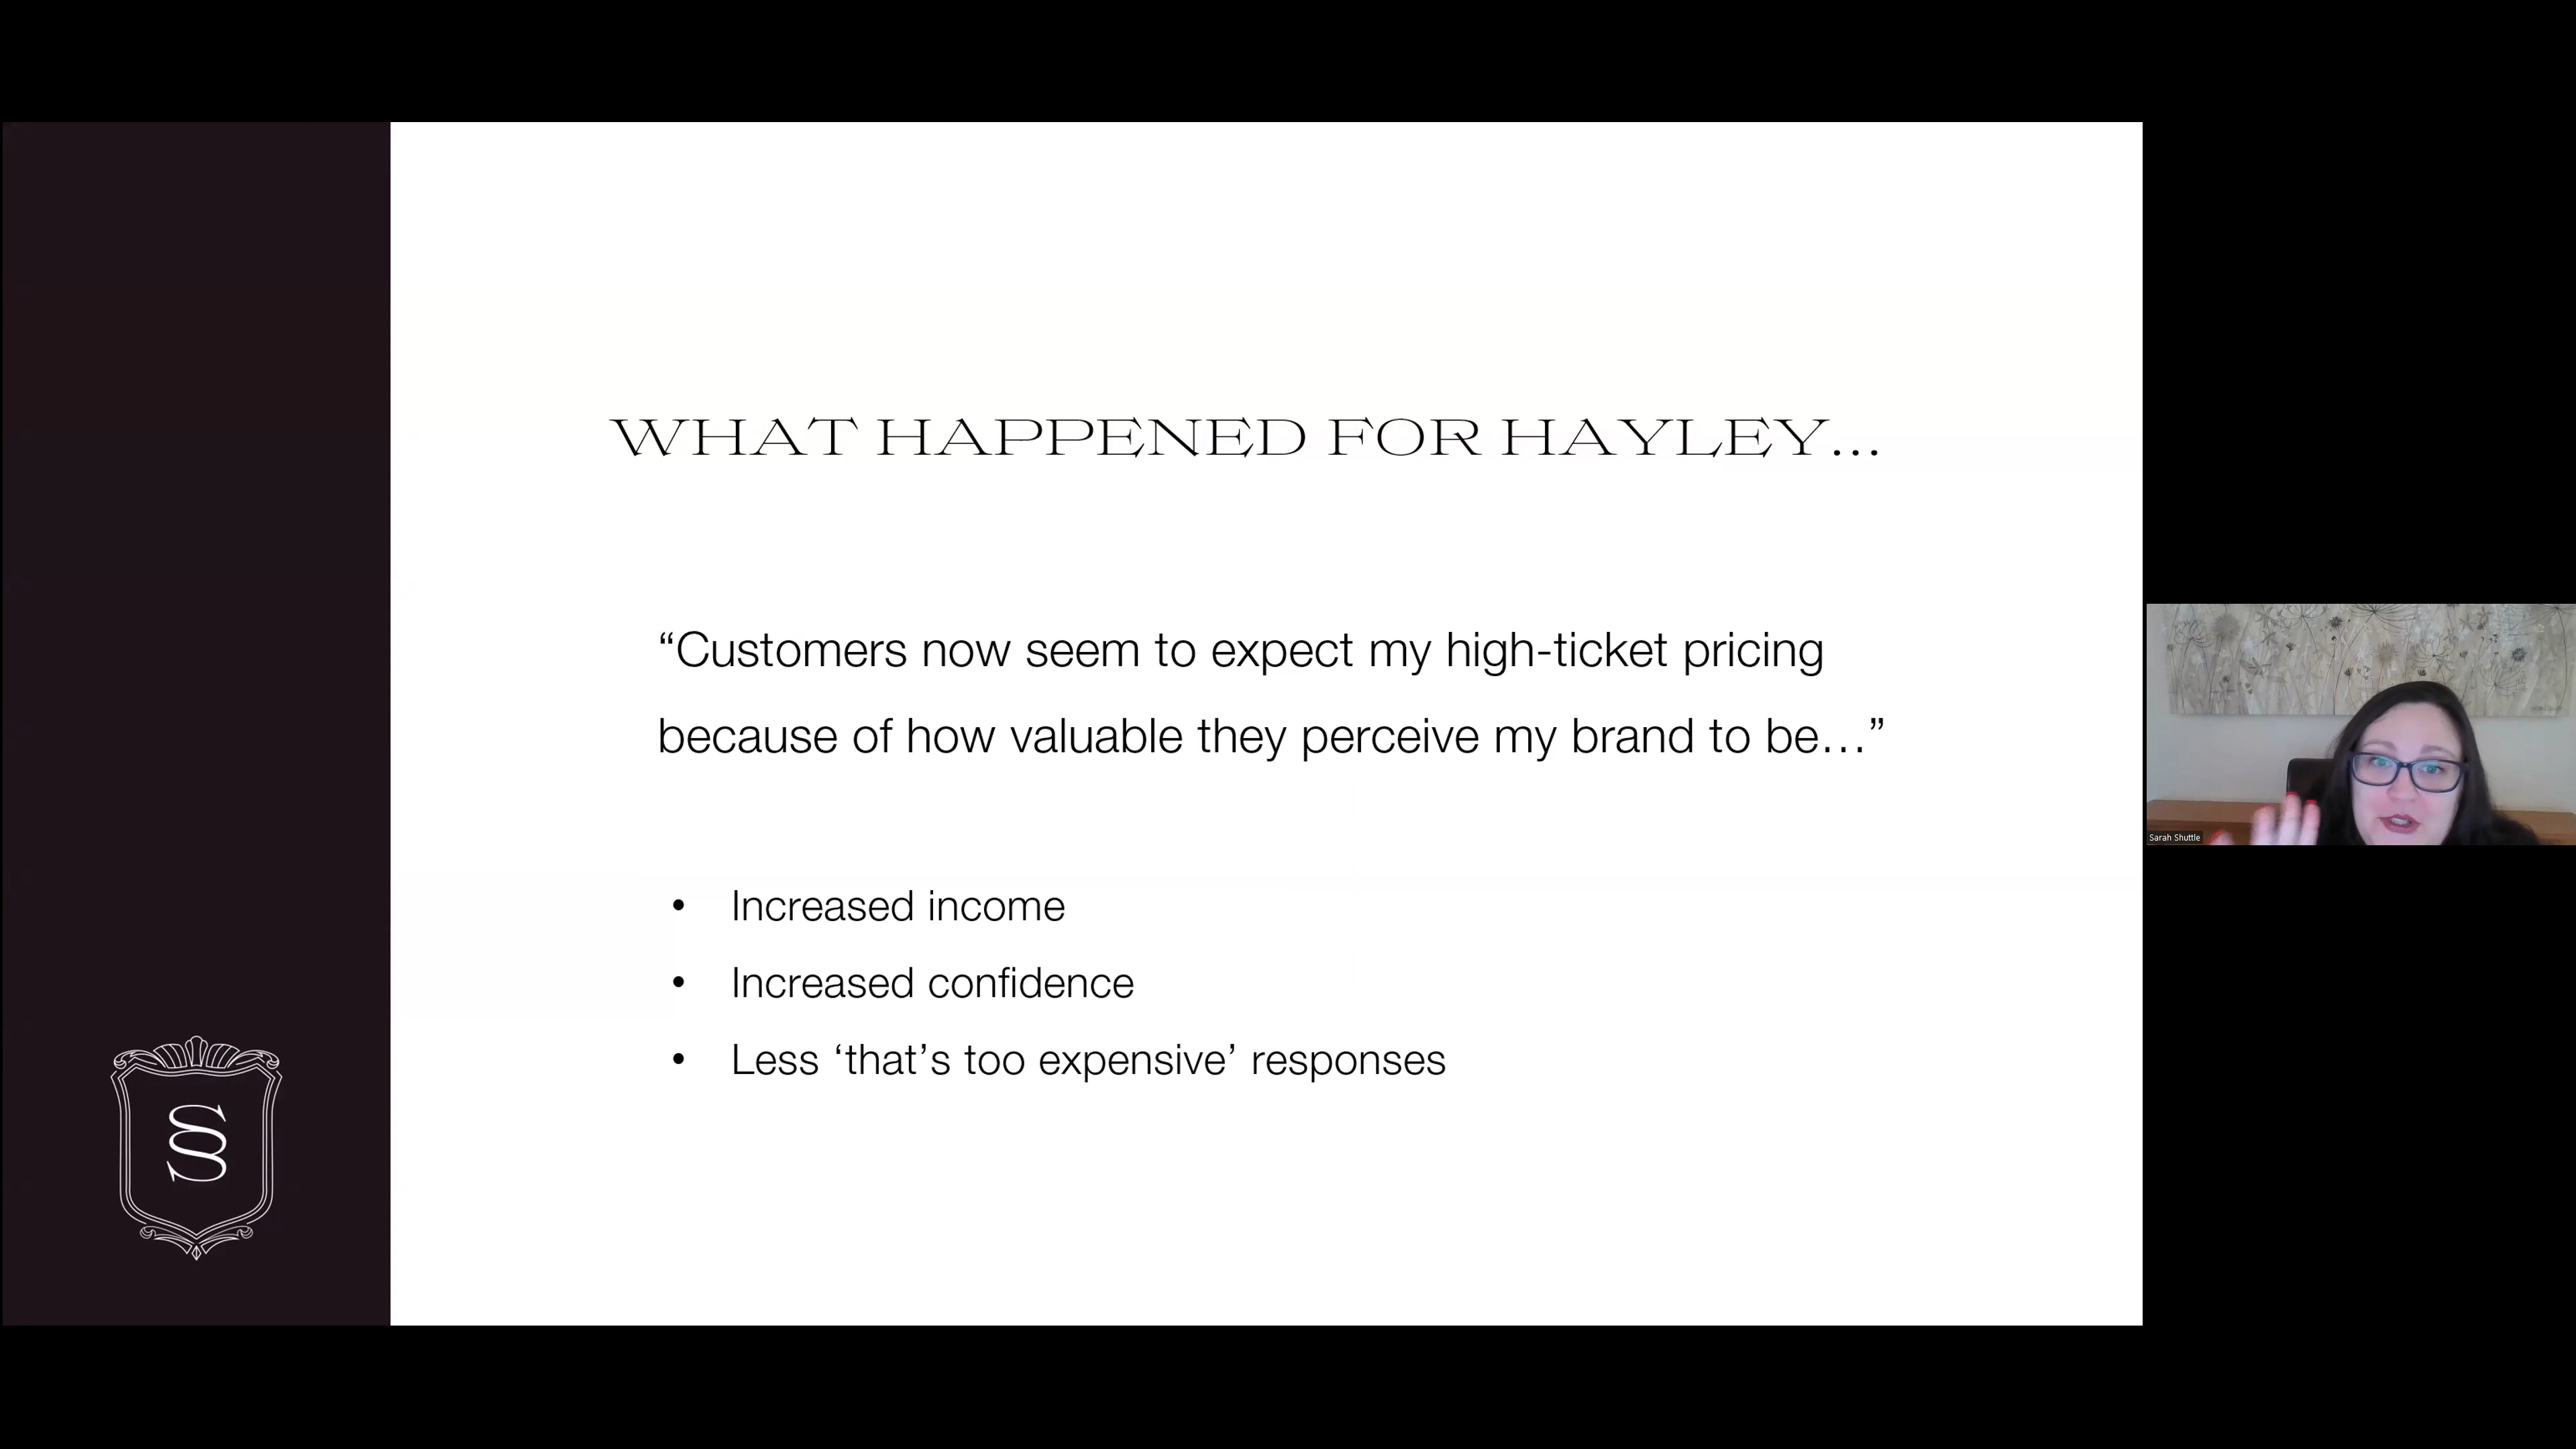 WHAT HAPPENED FOR HAYLEY...
“Customers now seem to expect my high-ticket pricing
because of how valuable they perceive my brand to be…”
• Increased income
• Increased confidence
• Less ‘that’s too expensive’ responses
SS
Sarah Shuttle